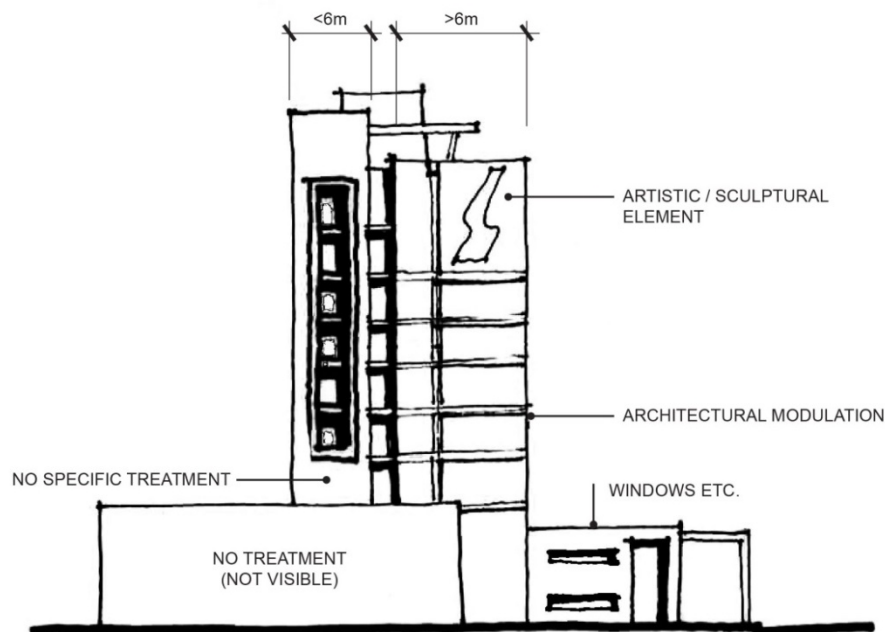 <6m
>6m
ARTISTIC / SCULPTURAL
ELEMENT
ARCHITECTURAL MODULATION
NO SPECIFIC TREATMENT
WINDOWS ETC.
NO TREATMENT
(NOT VISIBLE)